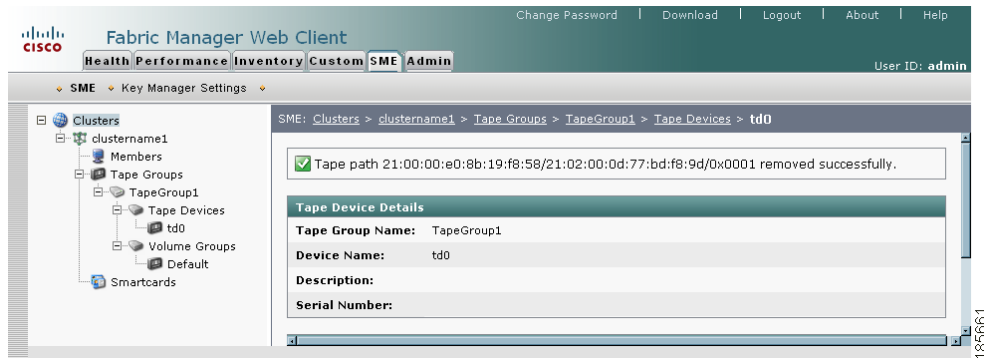 Change Password | Download | Logout | About | Help
CISCO
Fabric Manager Web Client
Health Performance Inventory Custom SME Admin
User ID: admin
SME Key Manager Settings
Clusters
clustername1
Members
Tape Groups
TapeGroup1
Tape Devices
td0
Volume Groups
Default
Smartcards
SME: Clusters > clustername1 > Tape Groups > TapeGroup1 > Tape Devices > td0
Tape path 21:00:00:e0:8b:19:f8:58/21:02:00:0d:77:bd:f8:9d/0x0001 removed successfully.
Tape Device Details
Tape Group Name: TapeGroup1
Device Name: td0
Description:
Serial Number:
185661